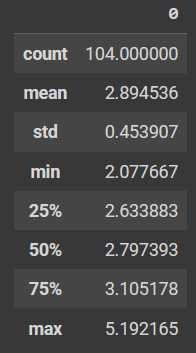 0
count 104.000000
mean 2.894536
std 0.453907
min 2.077667
25% 2.633883
50% 2.797393
75% 3.105178
max 5.192165